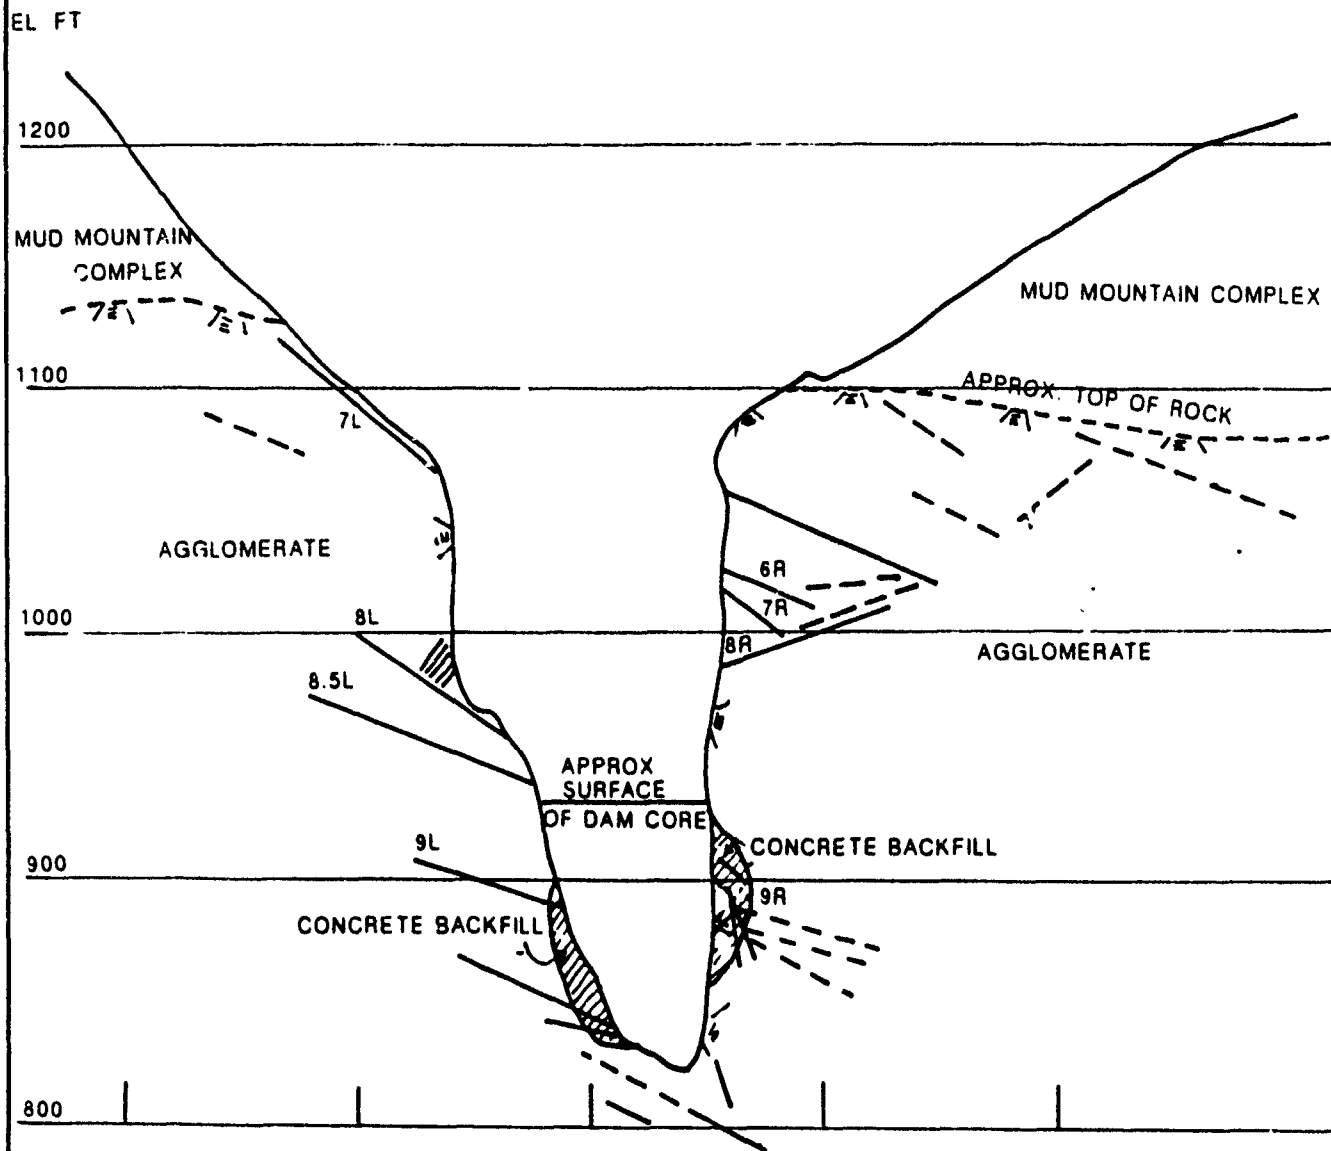 EL FT
1200
MUD MOUNTAIN
COMPLEX
MUD MOUNTAIN COMPLEX
1100
APPROX. TOP OF ROCK
7L
AGGLOMERATE
6R
7R
1000
8L
8R
AGGLOMERATE
8.5L
APPROX
SURFACE
OF DAM CORE
9L
CONCRETE BACKFILL
900
9R
CONCRETE BACKFILL
800